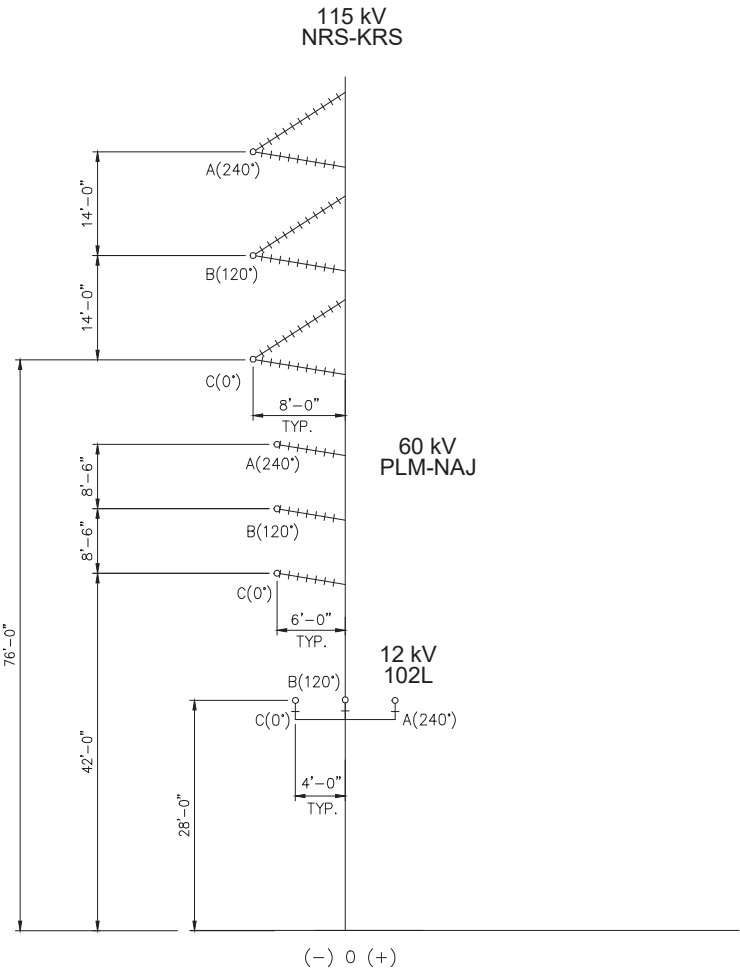 115 kV
NRS-KRS
A(240°)
14'-0"
B(120°)
14'-0"
C(0°)
8'-0"
TYP.
60 kV
PLM-NAJ
A(240°)
8'-6"
B(120°)
8'-6"
C(0°)
6'-0"
TYP.
76'-0"
12 kV
102L
B(120°)
C(0°)
A(240°)
42'-0"
4'-0"
TYP.
28'-0"
(-) 0 (+)